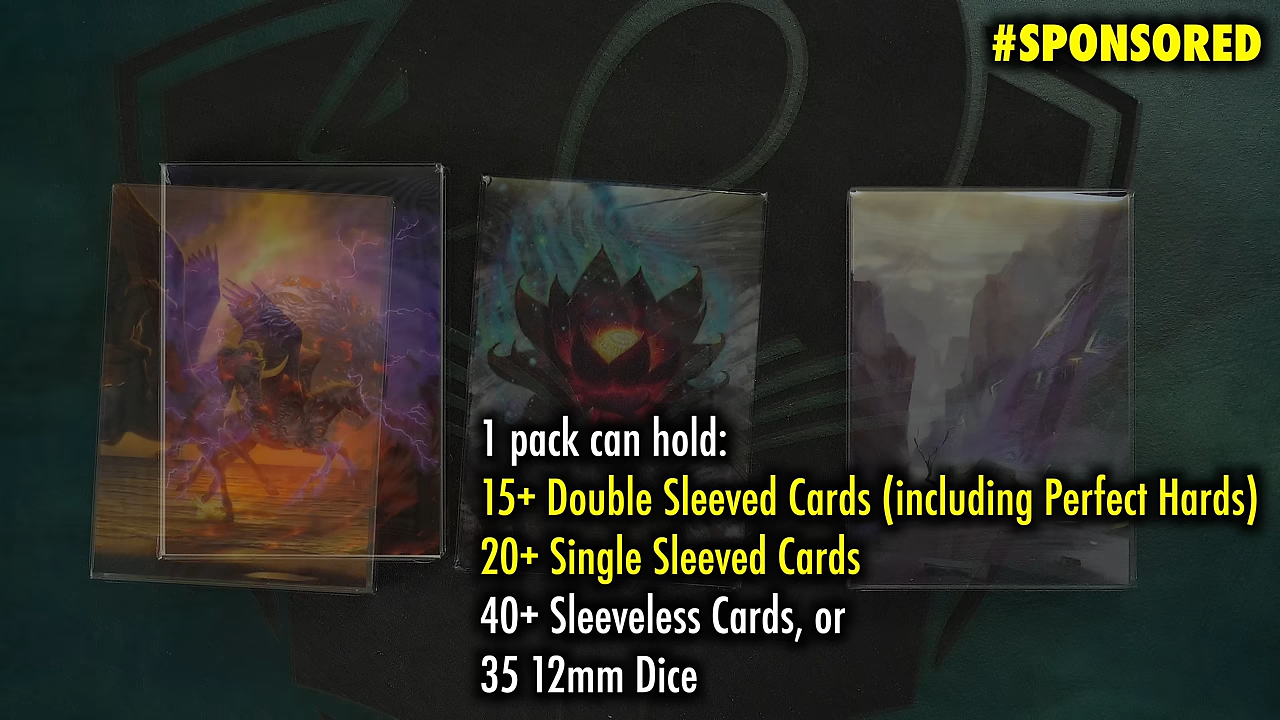 #SPONSORED
1 pack can hold:
15+ Double Sleeved Cards (including Perfect Hards)
20+ Single Sleeved Cards
40+ Sleeveless Cards, or
35 12mm Dice